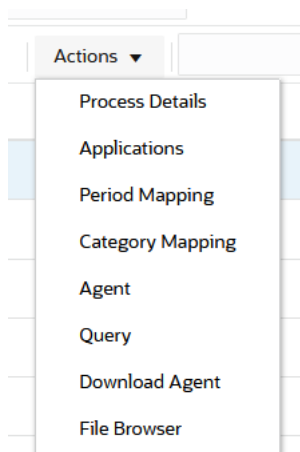 Actions
Process Details
Applications
Period Mapping
Category Mapping
Agent
Query
Download Agent
File Browser